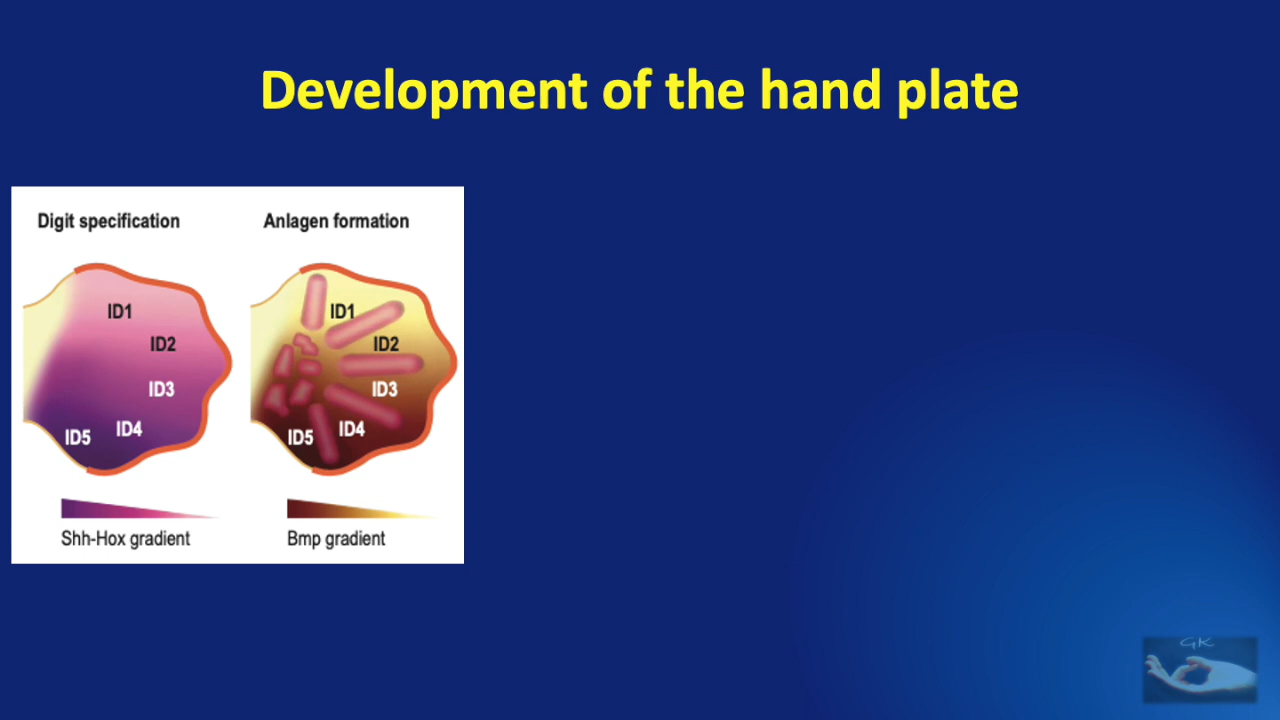 Development of the hand plate
Digit specification
Anlagen formation
ID1
ID2
ID3
ID4
ID5
ID1
ID2
ID3
ID4
ID5
Shh-Hox gradient
Bmp gradient
GK